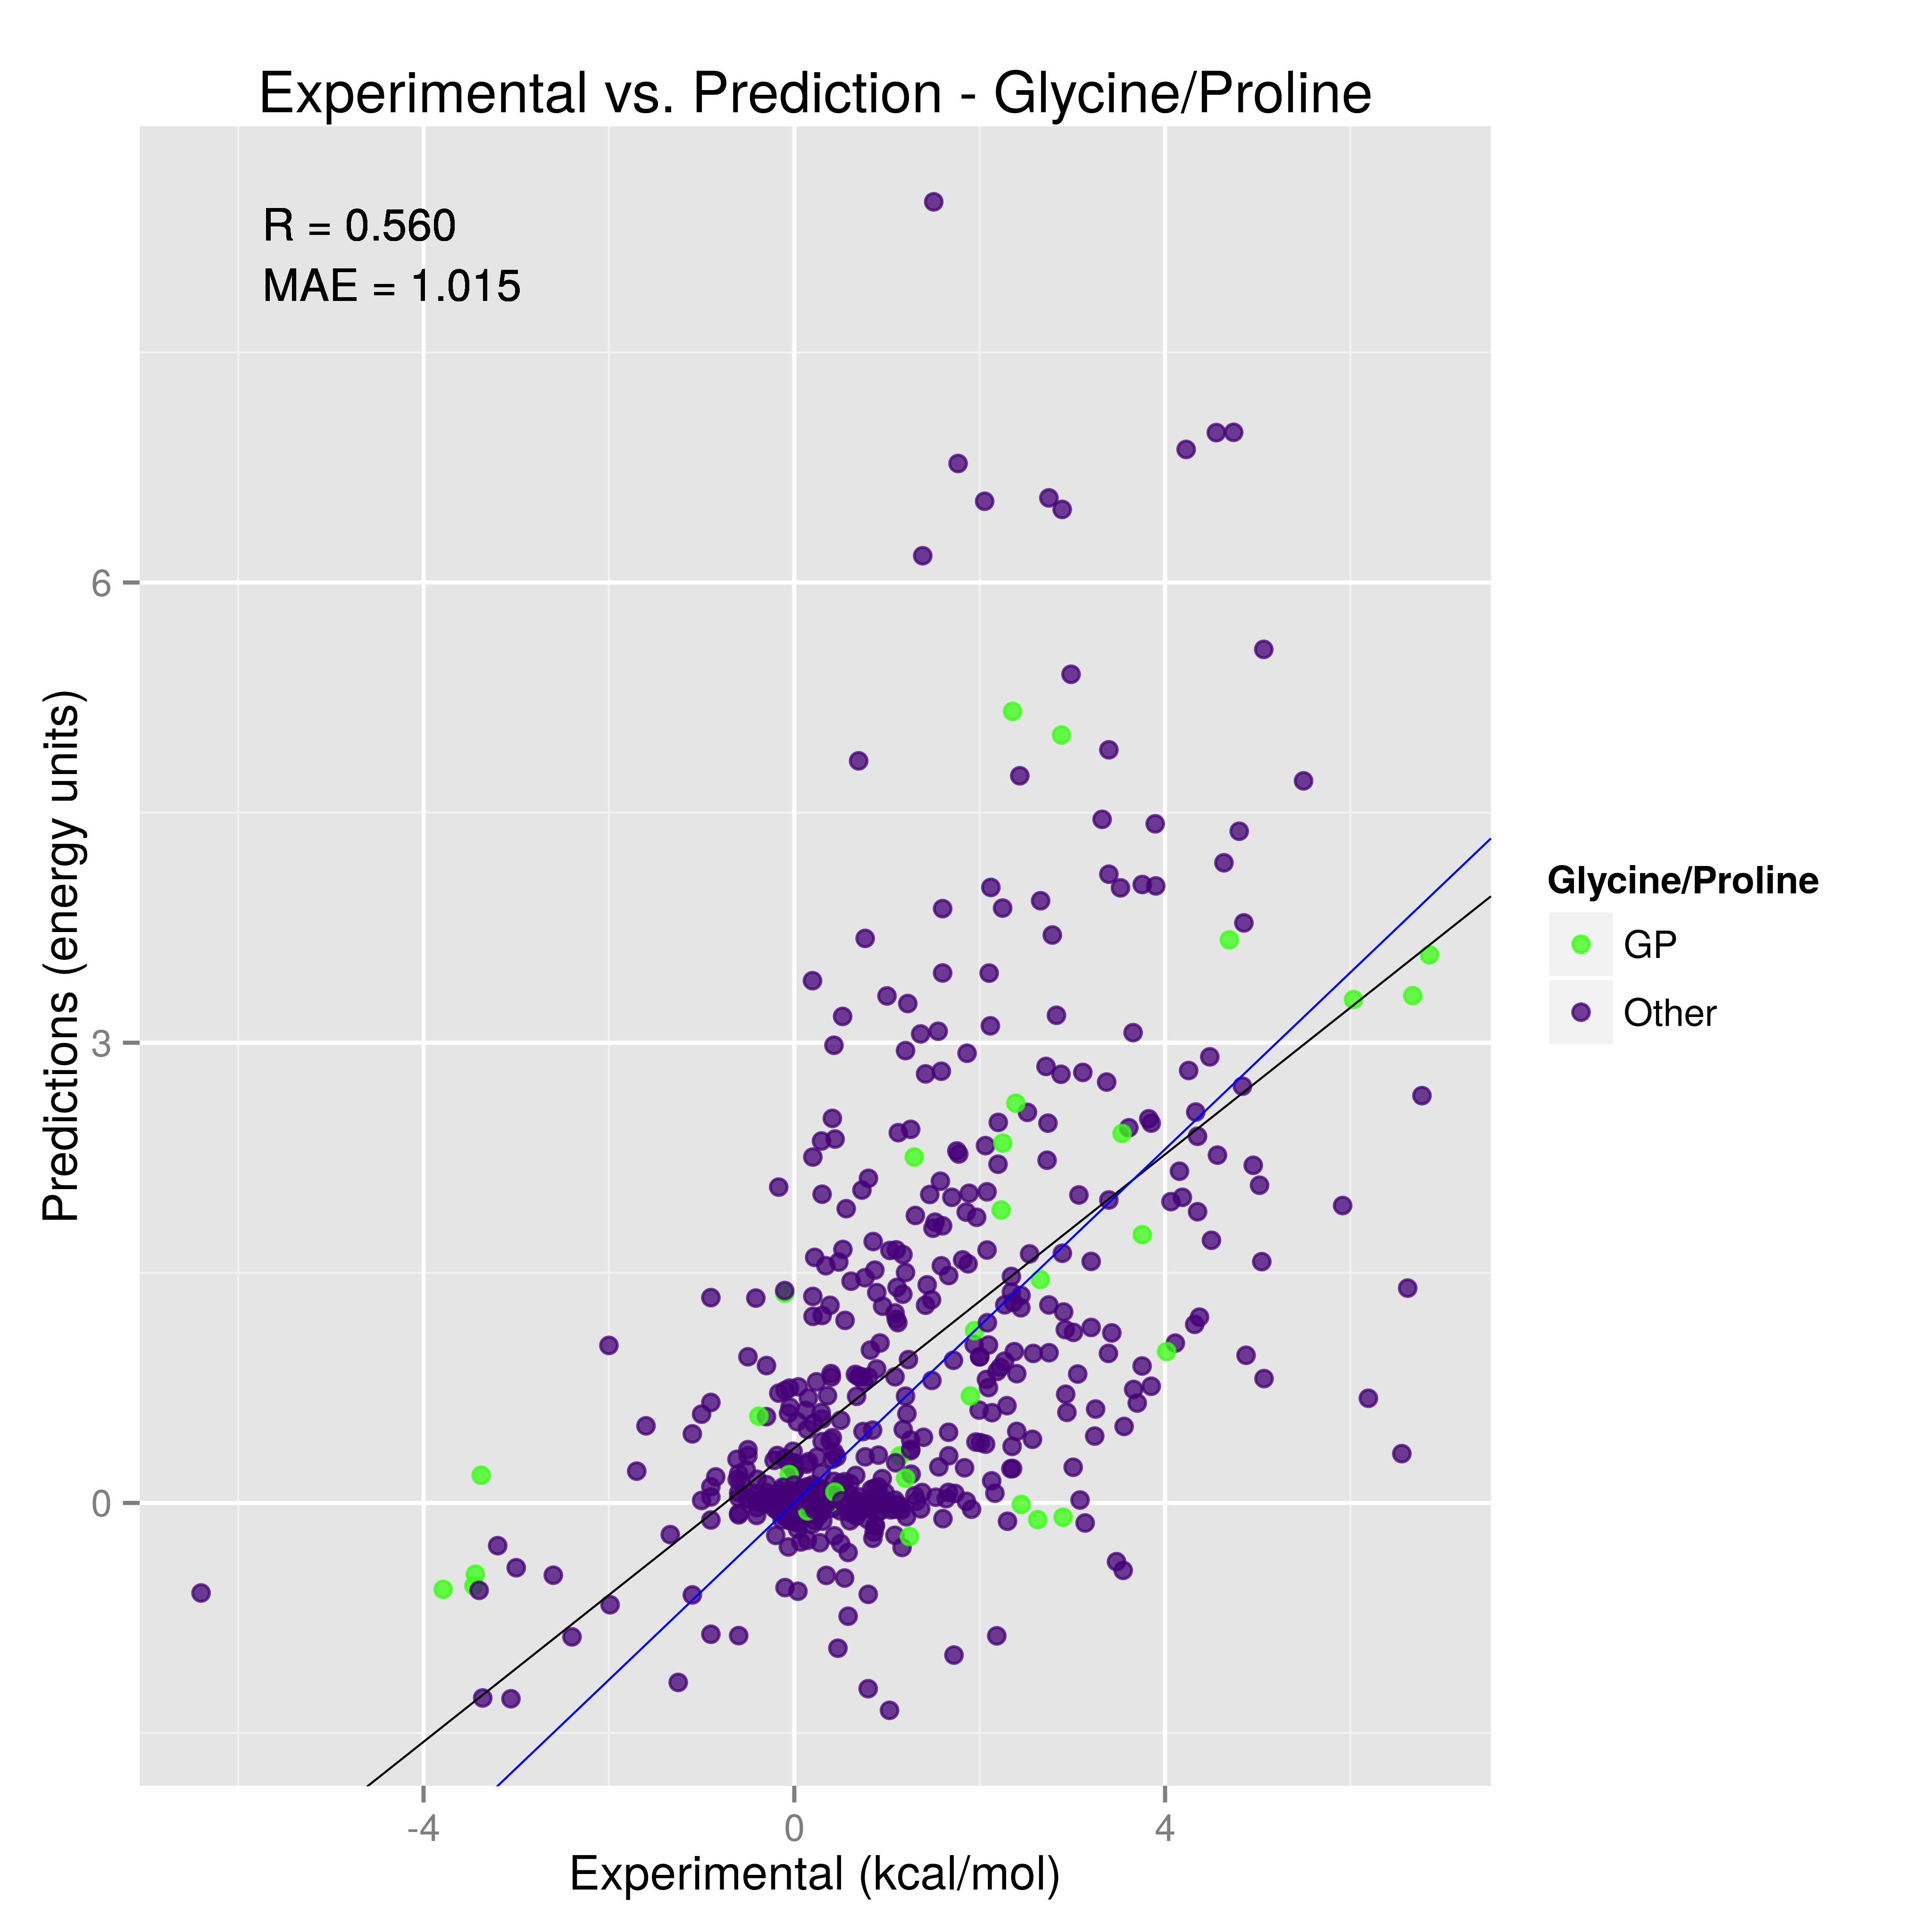 Experimental vs. Prediction - Glycine/Proline
R = 0.560
MAE = 1.015
6
3
0
-4
0
4
Predictions (energy units)
Experimental (kcal/mol)
Glycine/Proline
GP
Other